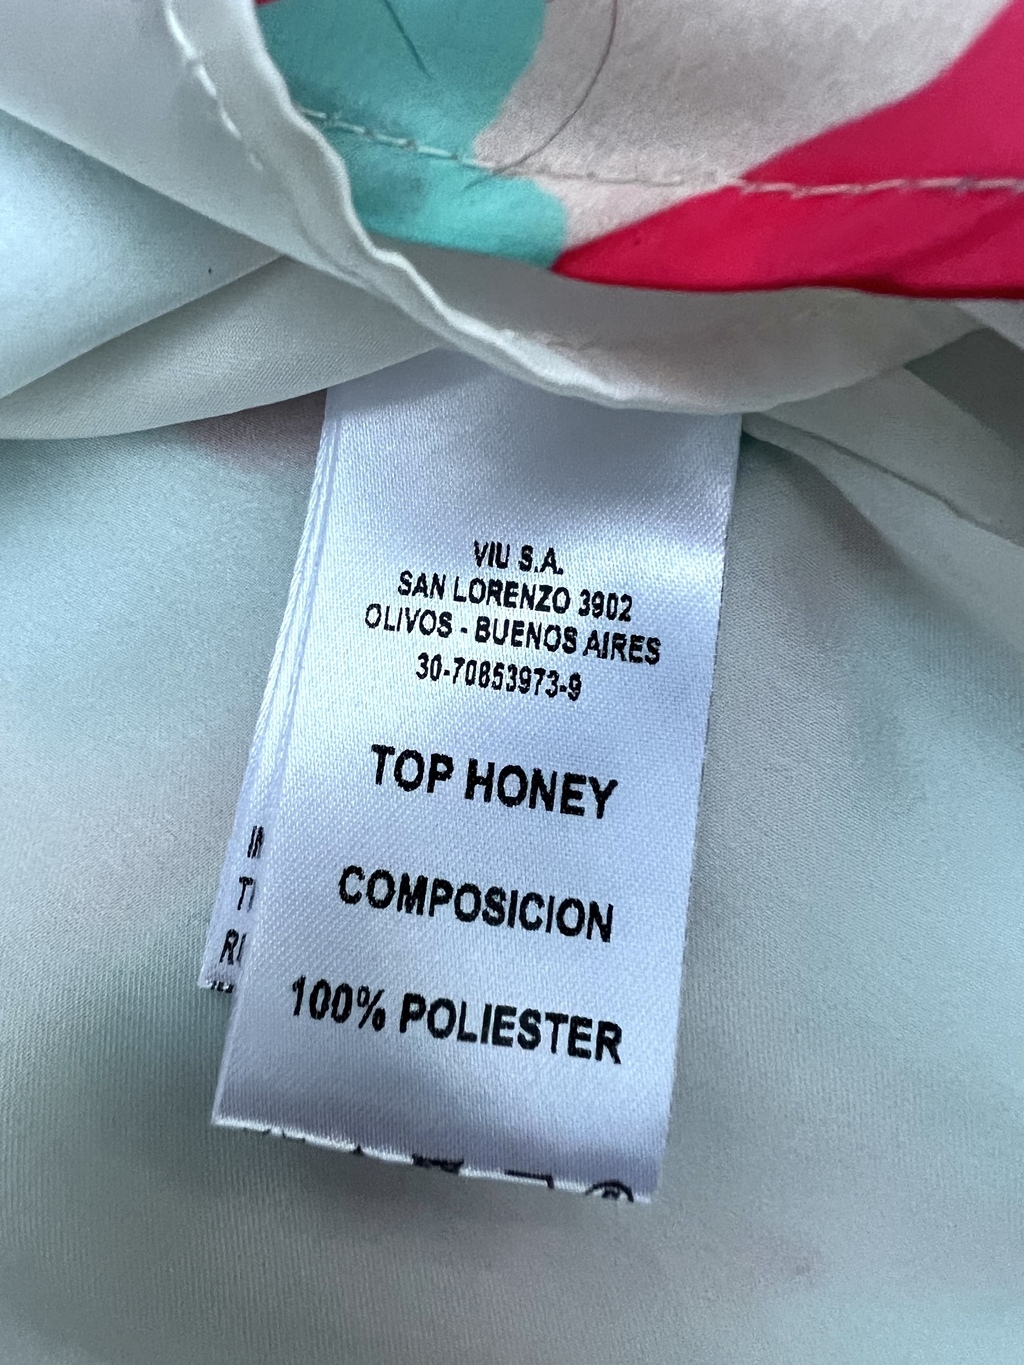 VIU S.A.
SAN LORENZO 3902
OLIVOS - BUENOS AIRES
30-70853973-9
TOP HONEY
COMPOSICION
100% POLIESTER